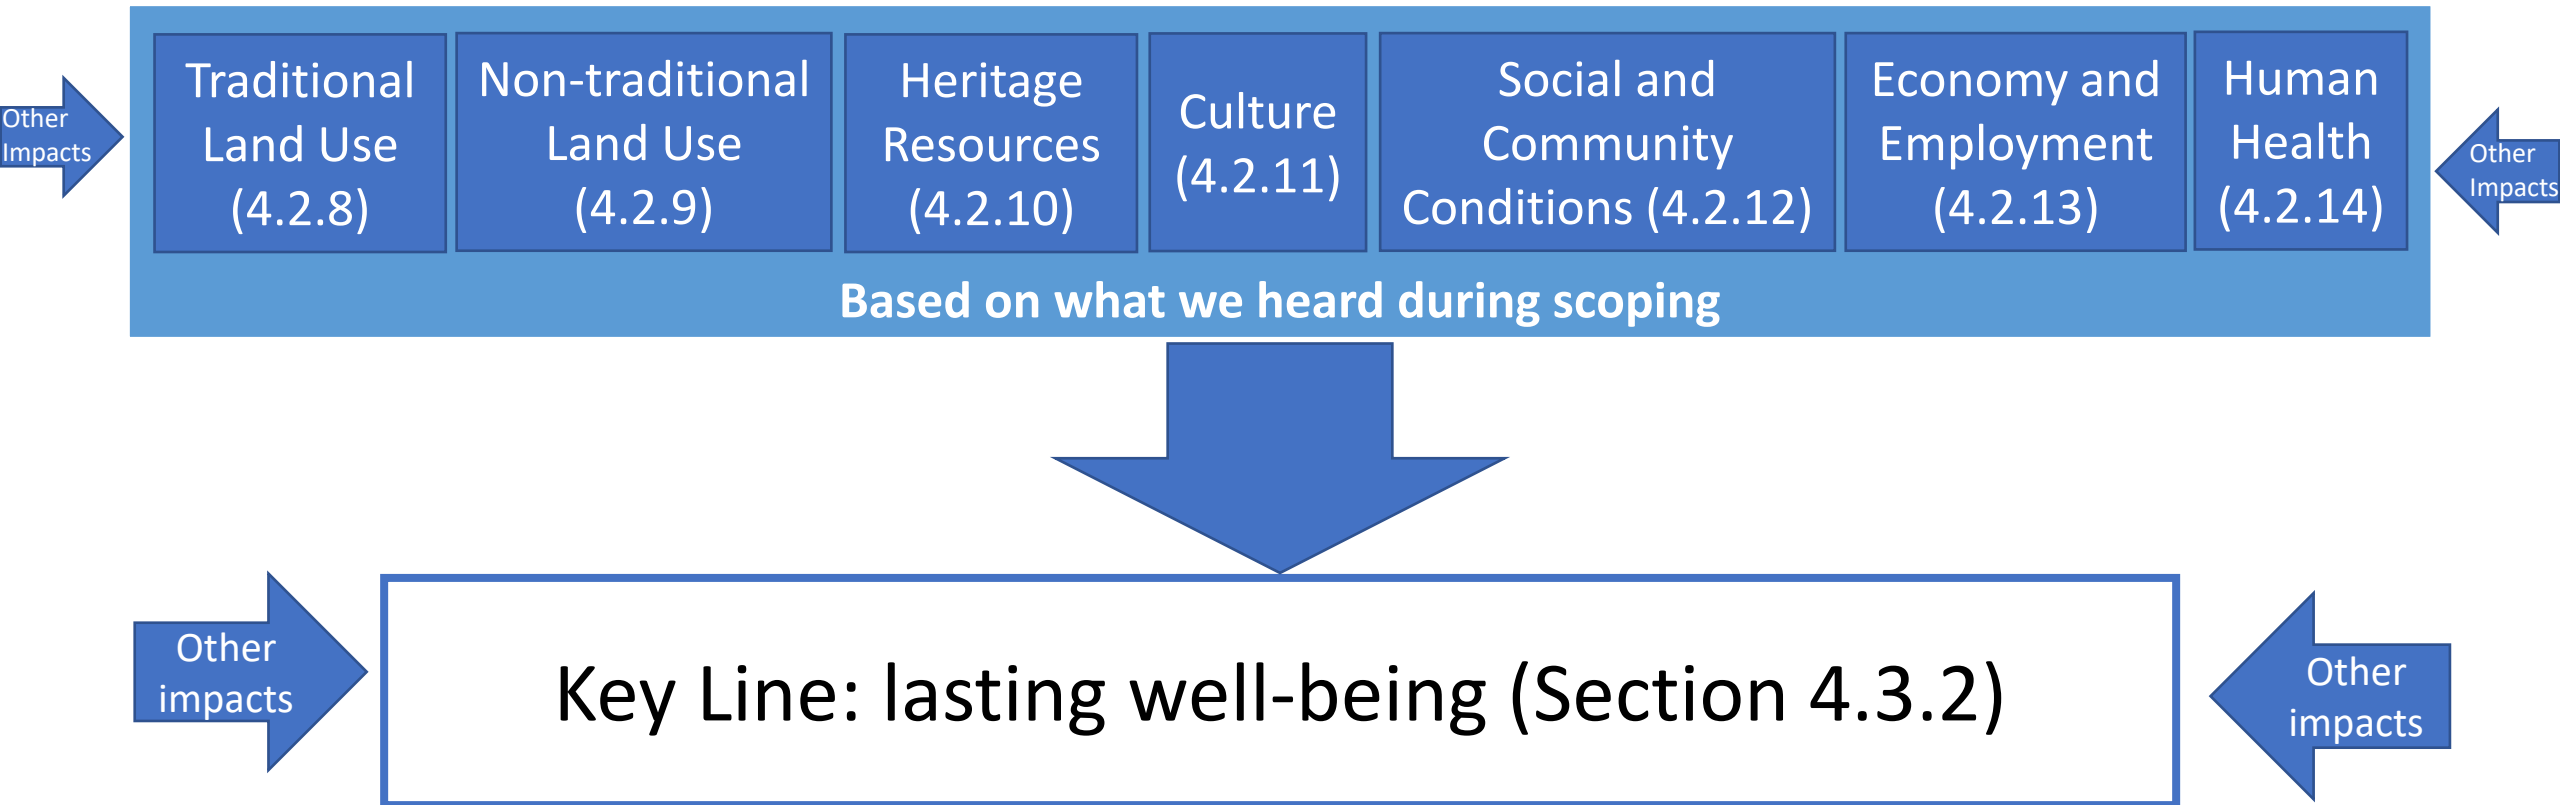 Other
Impacts
Traditional
Land Use
(4.2.8)
Non-traditional
Land Use
(4.2.9)
Heritage
Resources
(4.2.10)
Culture
(4.2.11)
Social and
Community
Conditions (4.2.12)
Economy and
Employment
(4.2.13)
Human
Health
(4.2.14)
Other
Impacts
Based on what we heard during scoping
Other
impacts
Key Line: lasting well-being (Section 4.3.2)
Other
impacts